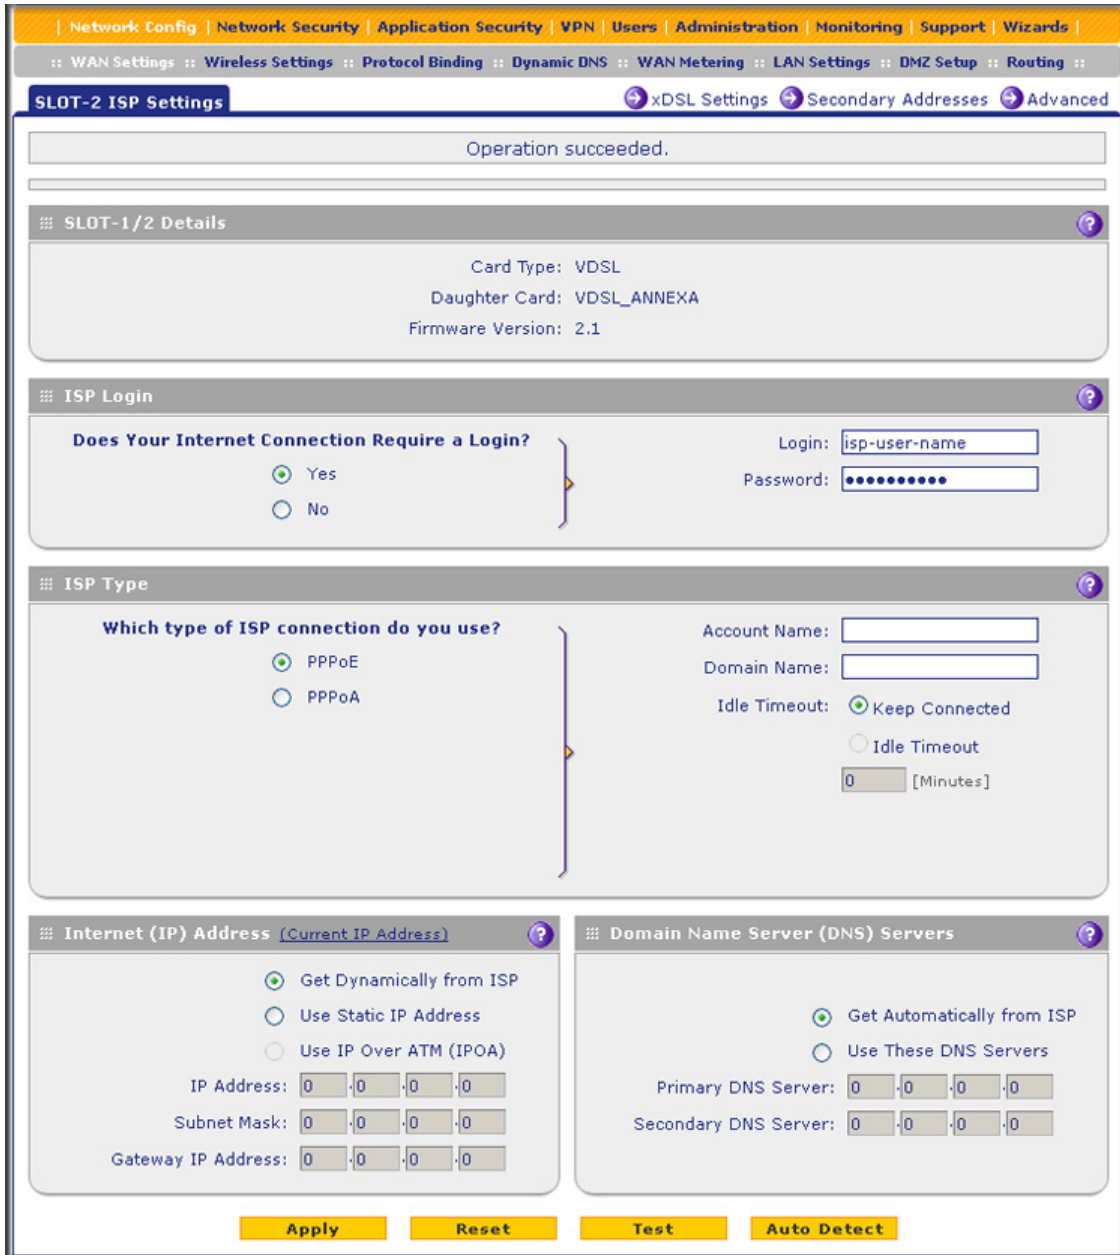 | Network Config | Network Security | Application Security | VPN | Users | Administration | Monitoring | Support | Wizards |
:: WAN Settings :: Wireless Settings :: Protocol Binding :: Dynamic DNS :: WAN Metering :: LAN Settings :: DMZ Setup :: Routing ::
SLOT-2 ISP Settings xDSL Settings Secondary Addresses Advanced
Operation succeeded.
SLOT-1/2 Details ?
Card Type: VDSL
Daughter Card: VDSL_ANNEXA
Firmware Version: 2.1
ISP Login ?
Does Your Internet Connection Require a Login?
Yes
No
Login: isp-user-name
Password: ••••••••••
ISP Type ?
Which type of ISP connection do you use?
PPPoE
PPPoA
Account Name:
Domain Name:
Idle Timeout: Keep Connected
Idle Timeout
0 [Minutes]
Internet (IP) Address (Current IP Address) ?
Get Dynamically from ISP
Use Static IP Address
Use IP Over ATM (IPOA)
IP Address: 0 .0 .0 .0
Subnet Mask: 0 .0 .0 .0
Gateway IP Address: 0 .0 .0 .0
Domain Name Server (DNS) Servers ?
Get Automatically from ISP
Use These DNS Servers
Primary DNS Server: 0 .0 .0 .0
Secondary DNS Server: 0 .0 .0 .0
Apply Reset Test Auto Detect